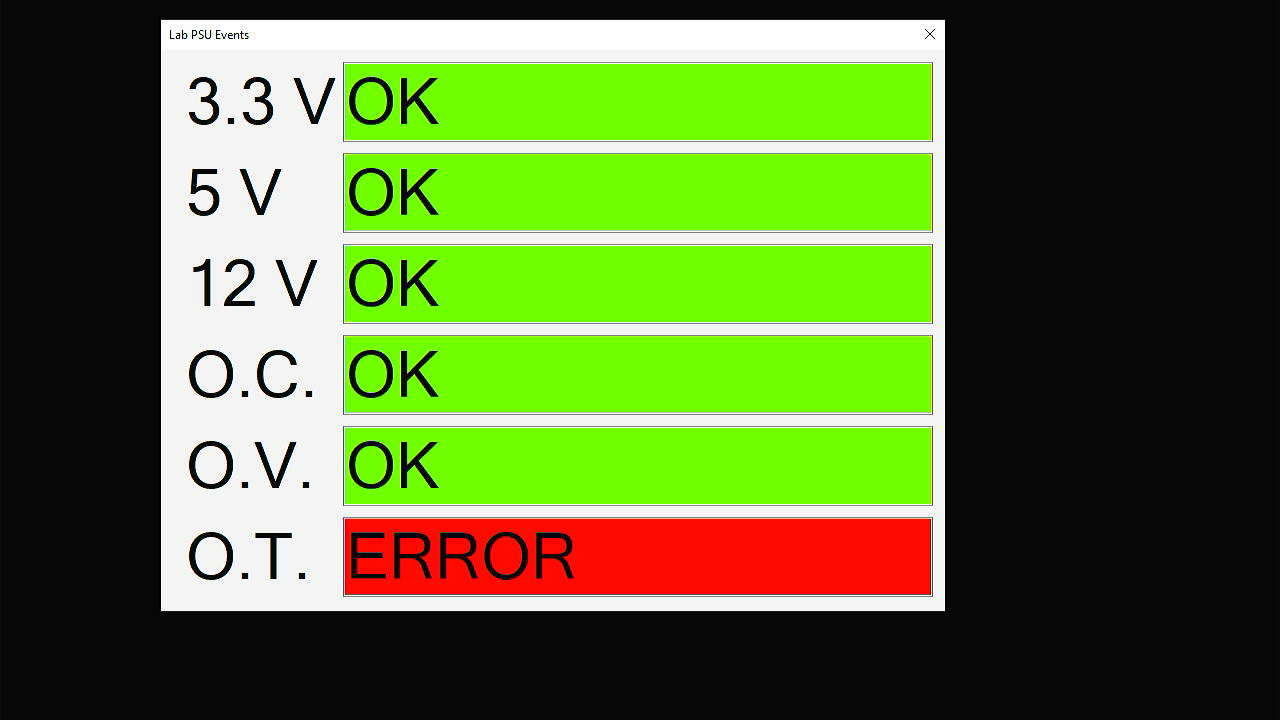 Lab PSU Events
3.3 V OK
5 V OK
12 V OK
O.C. OK
O.V. OK
O.T. ERROR